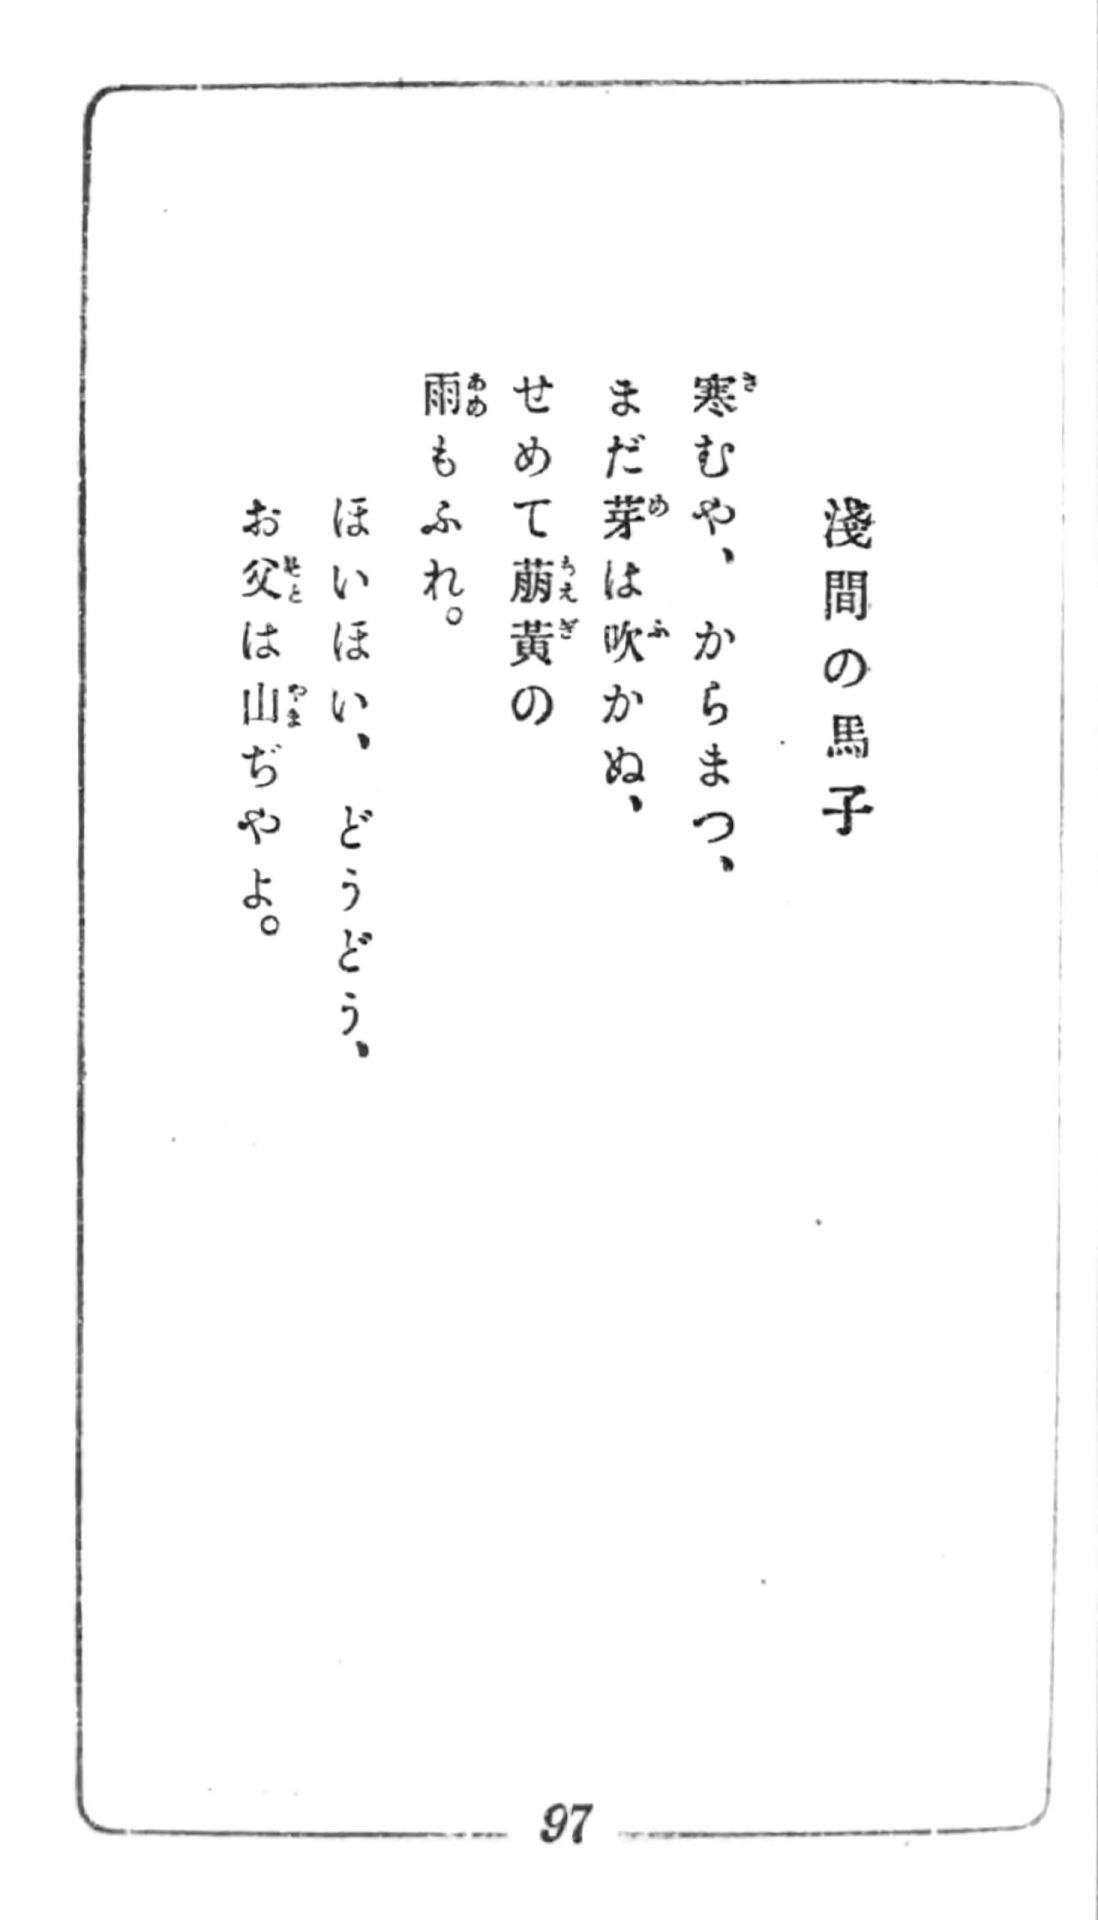 淺間の馬子
寒むや、からまつ、
まだ芽は吹かぬ、
せめて萠黃の
雨もふれ。
ほいほい、どうどう、
お父は山ぢやよ。
97